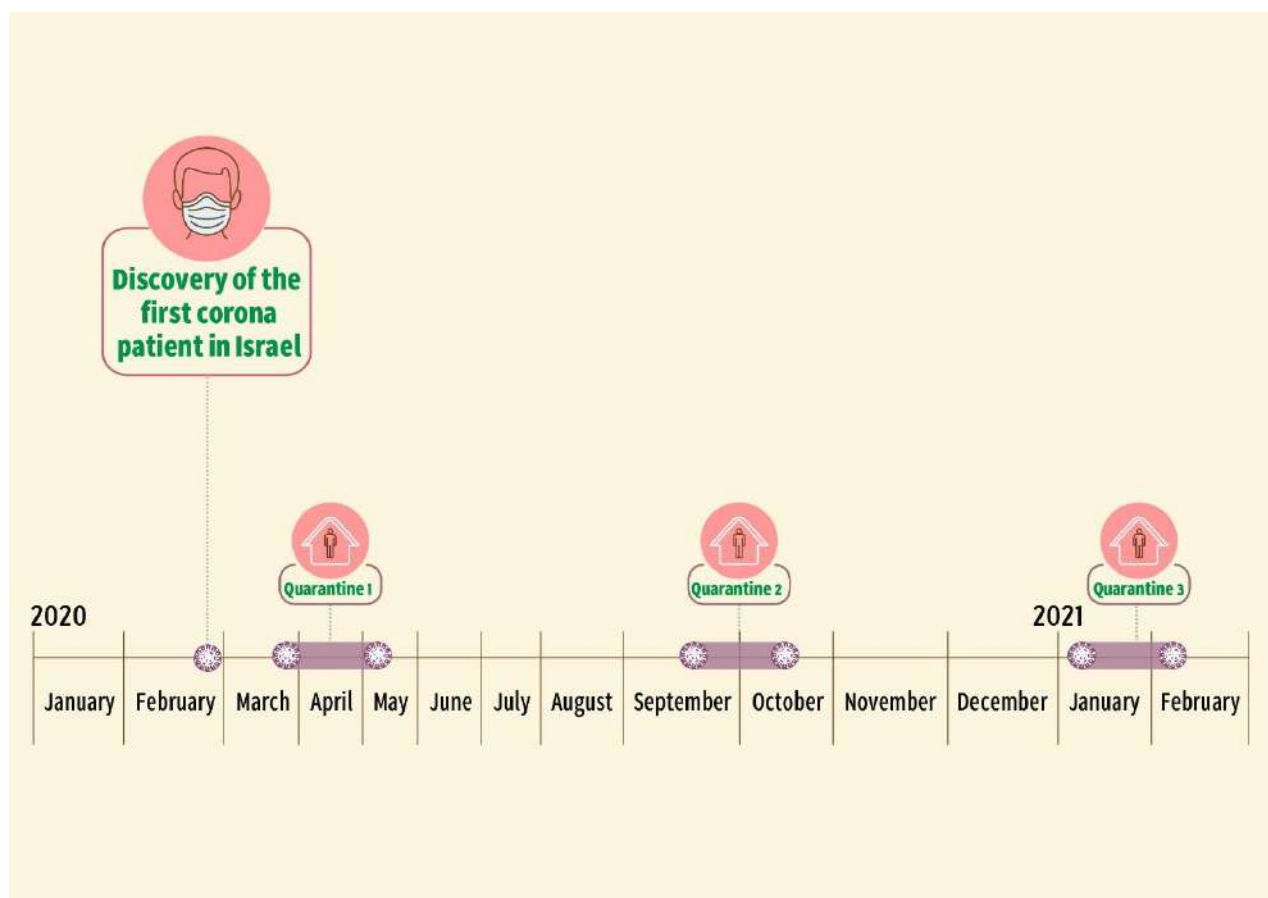 Discovery of the
first corona
patient in Israel
Quarantine 1
Quarantine 2
Quarantine 3
2020
2021
January
February
March
April
May
June
July
August
September
October
November
December
January
February